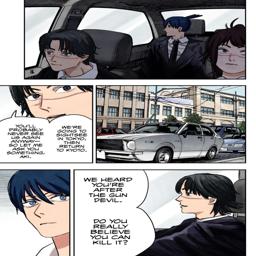 WE'RE
GOING TO
SIGHTSEE
IN TOKYO,
THEN
RETURN
TO KYOTO.
YOU'LL
PROBABLY
NEVER
SEE US
AGAIN
ANYWAY—
SO LET ME
ASK YOU
SOMETHING,
AKI.
WE HEARD
YOU'RE
AFTER
THE GUN
DEVIL.
DO YOU
REALLY
BELIEVE
YOU CAN
KILL IT?